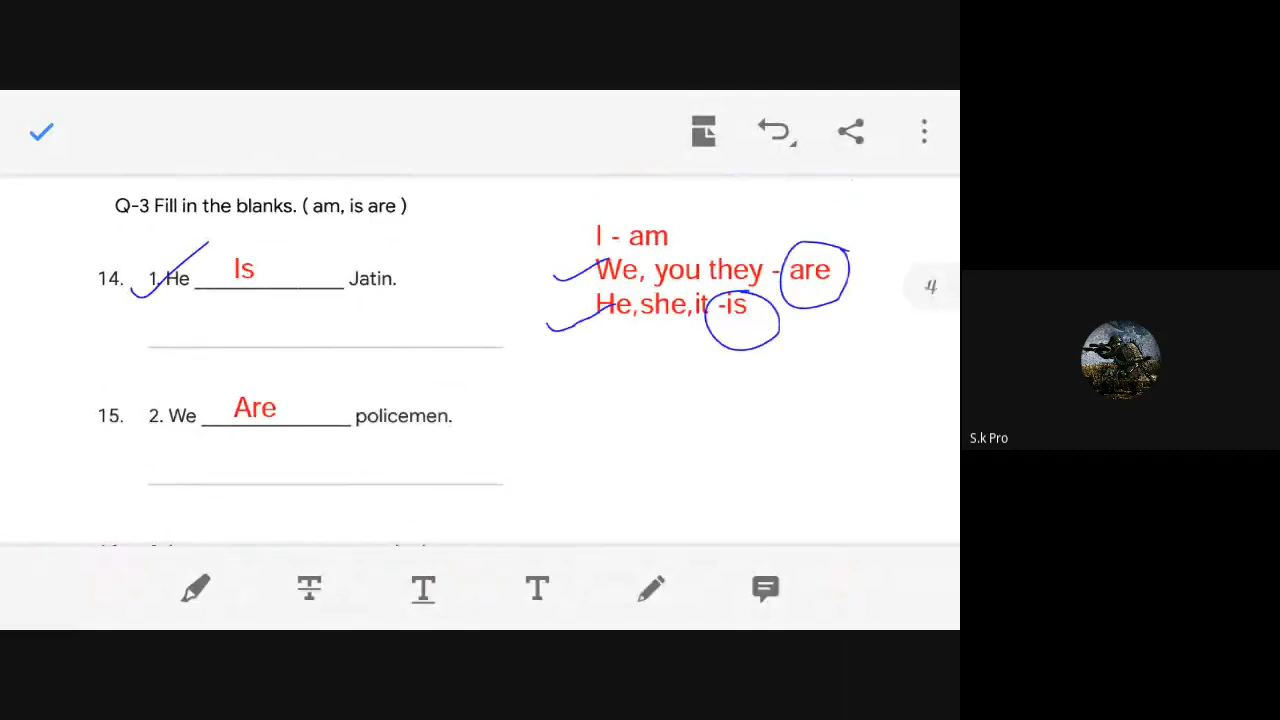 Q-3 Fill in the blanks. ( am, is are )
I - am
We, you they - are
He,she,it -is
14. 1. He Is Jatin.
4
15. 2. We Are policemen.
S.k Pro